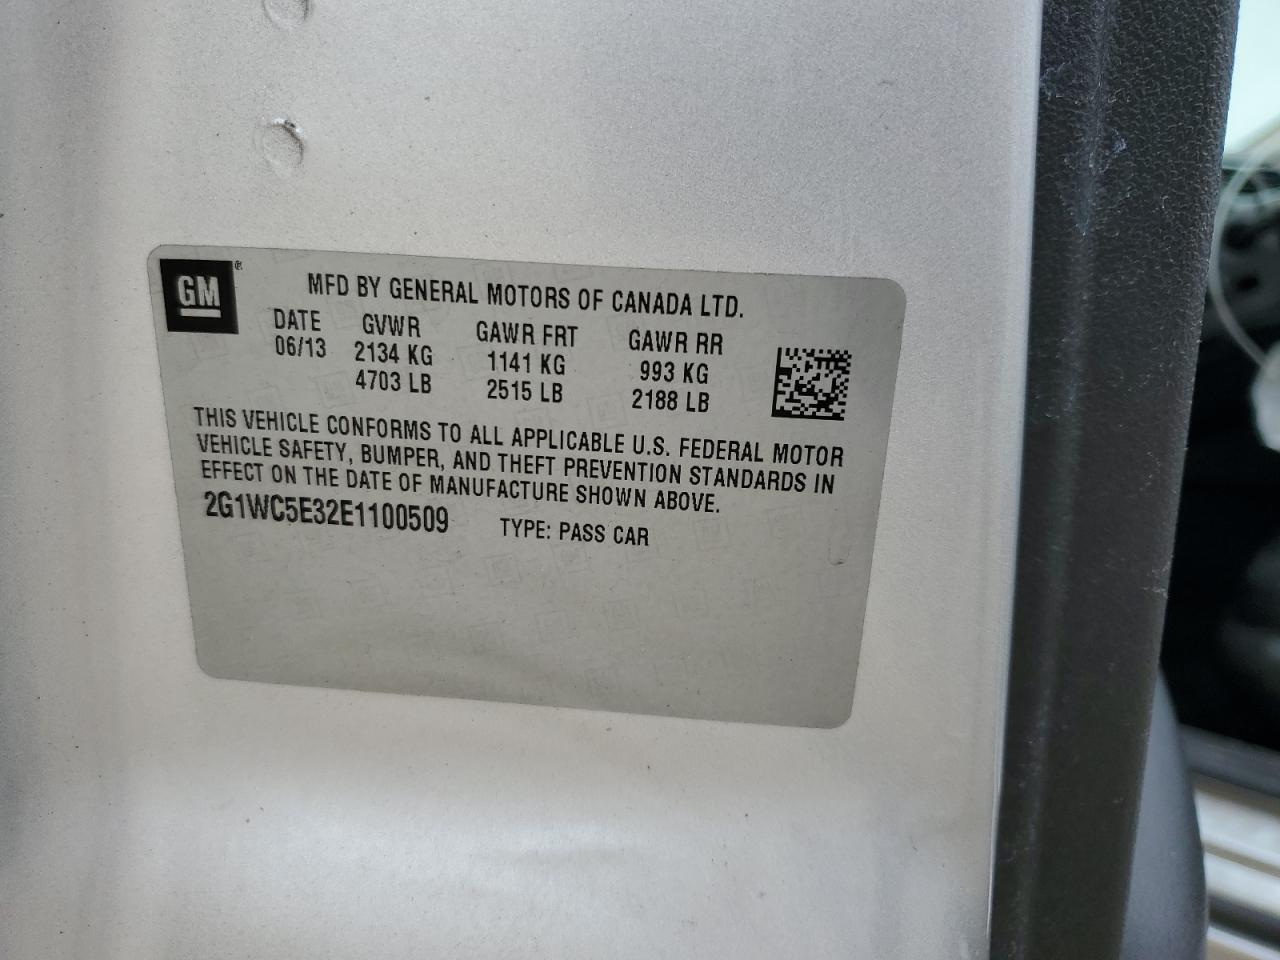 GM®
MFD BY GENERAL MOTORS OF CANADA LTD.
DATE GVWR GAWR FRT GAWR RR
06/13 2134 KG 1141 KG 993 KG
4703 LB 2515 LB 2188 LB
THIS VEHICLE CONFORMS TO ALL APPLICABLE U.S. FEDERAL MOTOR
VEHICLE SAFETY, BUMPER, AND THEFT PREVENTION STANDARDS IN
EFFECT ON THE DATE OF MANUFACTURE SHOWN ABOVE.
2G1WC5E32E1100509 TYPE: PASS CAR